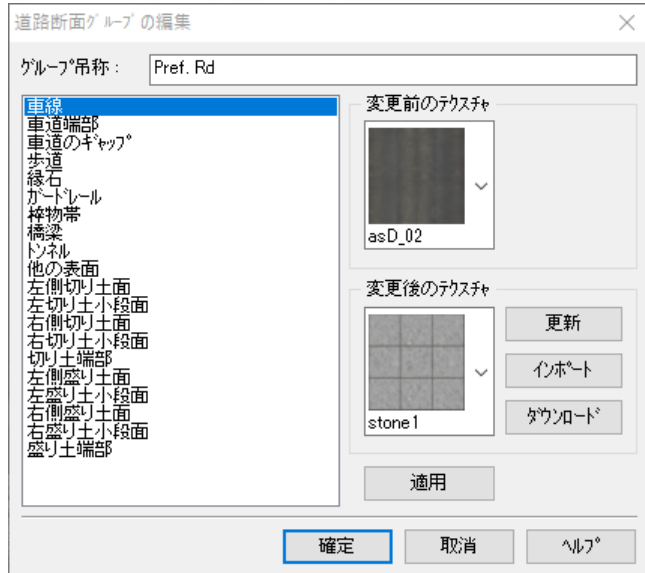 道路断面ｸﾞﾙｰﾌﾟの編集
ｸﾞﾙｰﾌﾟ名称：
Pref. Rd
車線
車道端部
車道のｷﾞｬｯﾌﾟ
歩道
縁石
ｶﾞｰﾄﾞﾚｰﾙ
植物帯
橋梁
ﾄﾝﾈﾙ
他の表面
左側切り土面
左切り土小段面
右側切り土面
右切り土小段面
切り土端部
左側盛り土面
左盛り土小段面
右側盛り土面
右盛り土小段面
盛り土端部
変更前のﾃｸｽﾁｬ
asD_02
変更後のﾃｸｽﾁｬ
stone1
更新
ｲﾝﾎﾟｰﾄ
ﾀﾞｳﾝﾛｰﾄﾞ
適用
確定
取消
ﾍﾙﾌﾟ